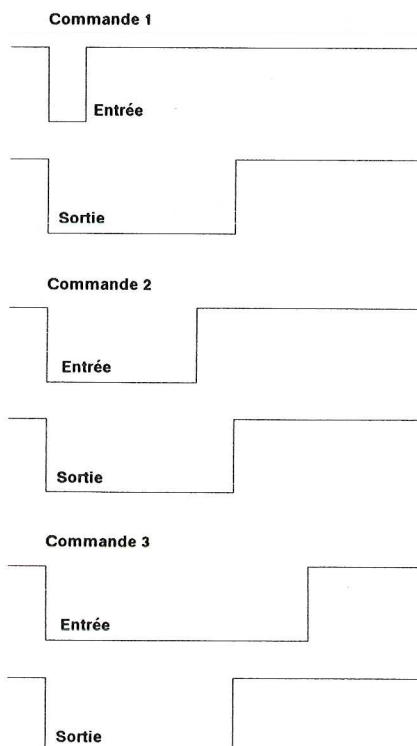 Commande 1
Entrée
Sortie
Commande 2
Entrée
Sortie
Commande 3
Entrée
Sortie